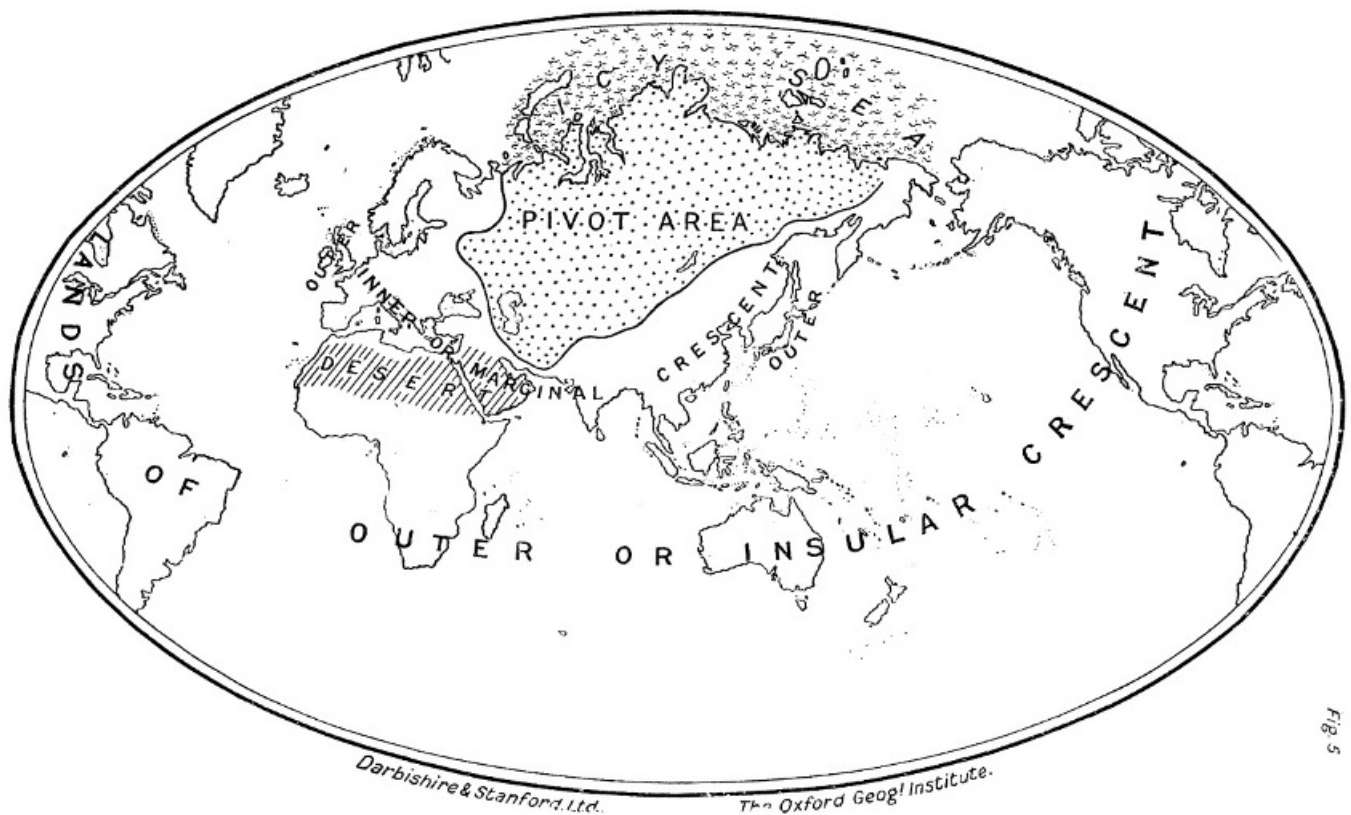 ICY SEA
PIVOT AREA
OUTER
INNER OR MARGINAL CRESCENT
OUTER
DESERT
LANDS OF OUTER OR INSULAR CRESCENT
Fig. 5
Darbishire & Stanford, Ltd.
The Oxford Geog! Institute.